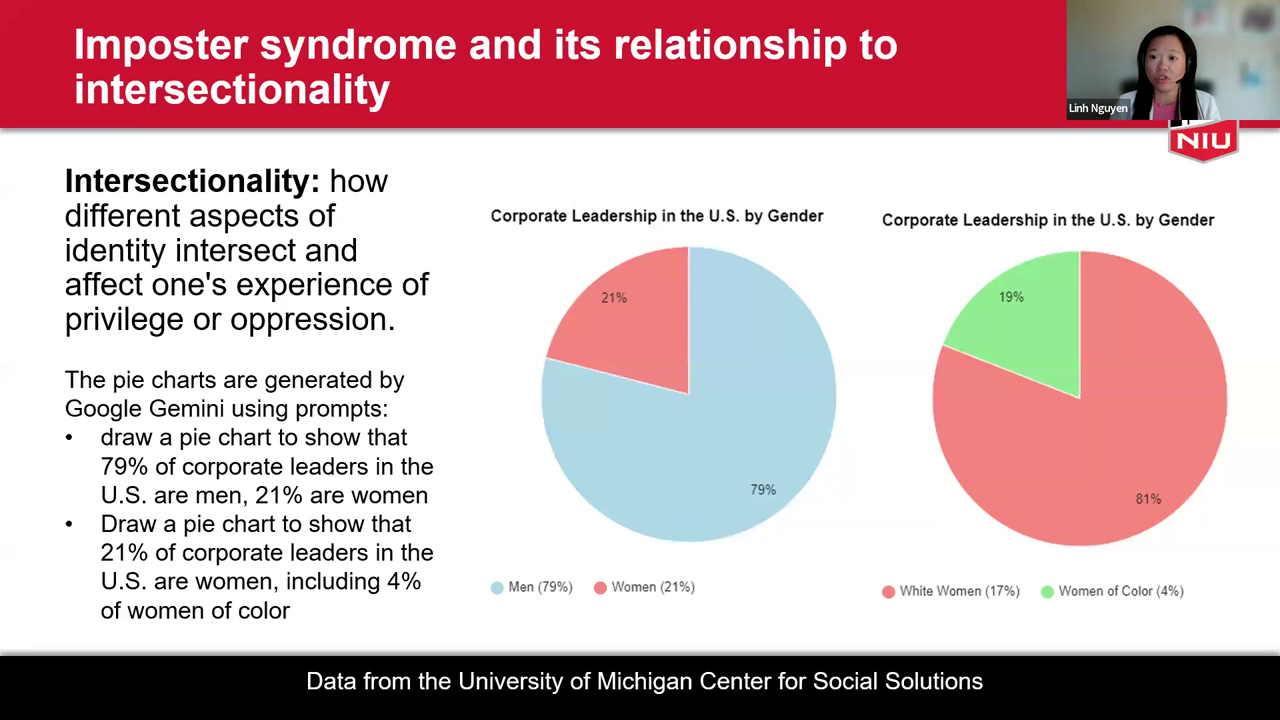 Imposter syndrome and its relationship to
intersectionality
Linh Nguyen
NIU
Intersectionality: how
different aspects of
identity intersect and
affect one's experience of
privilege or oppression.
The pie charts are generated by
Google Gemini using prompts:
• draw a pie chart to show that
79% of corporate leaders in the
U.S. are men, 21% are women
• Draw a pie chart to show that
21% of corporate leaders in the
U.S. are women, including 4%
of women of color
Corporate Leadership in the U.S. by Gender
21%
79%
Men (79%) Women (21%)
Corporate Leadership in the U.S. by Gender
19%
81%
White Women (17%) Women of Color (4%)
Data from the University of Michigan Center for Social Solutions